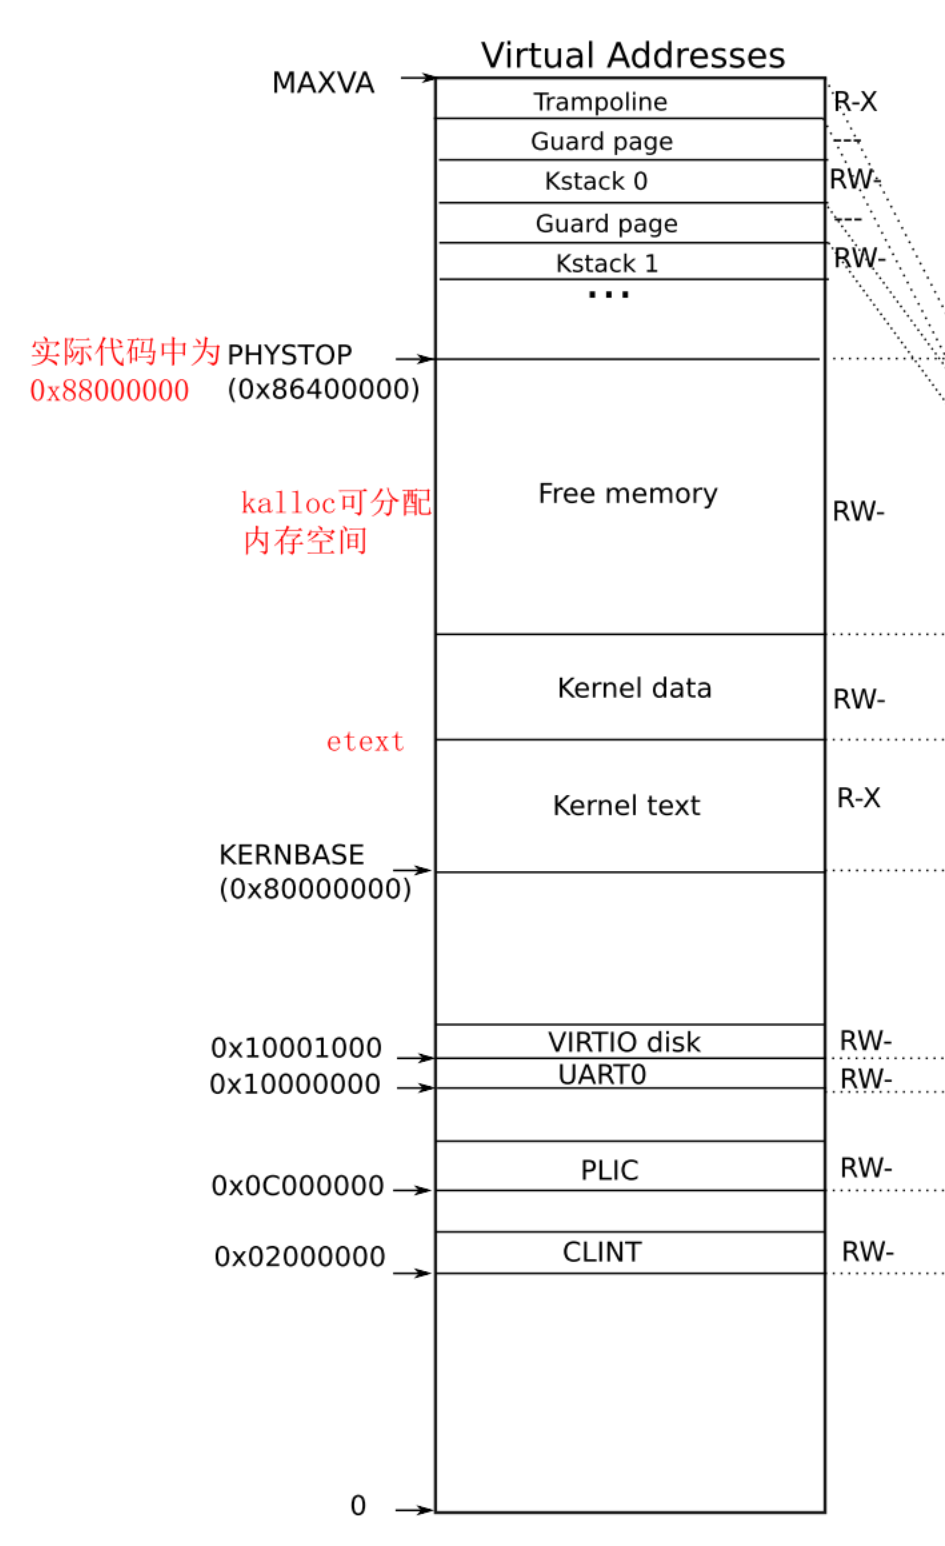 Virtual Addresses
MAXVA
Trampoline
R-X
Guard page
---
Kstack 0
RW-
Guard page
---
Kstack 1
RW-
...
实际代码中为
0x88000000
PHYSTOP
(0x86400000)
Free memory
RW-
kalloc可分配
内存空间
Kernel data
RW-
etext
Kernel text
R-X
KERNBASE
(0x80000000)
VIRTIO disk
RW-
0x10001000
UART0
RW-
0x10000000
PLIC
RW-
0x0C000000
CLINT
RW-
0x02000000
0